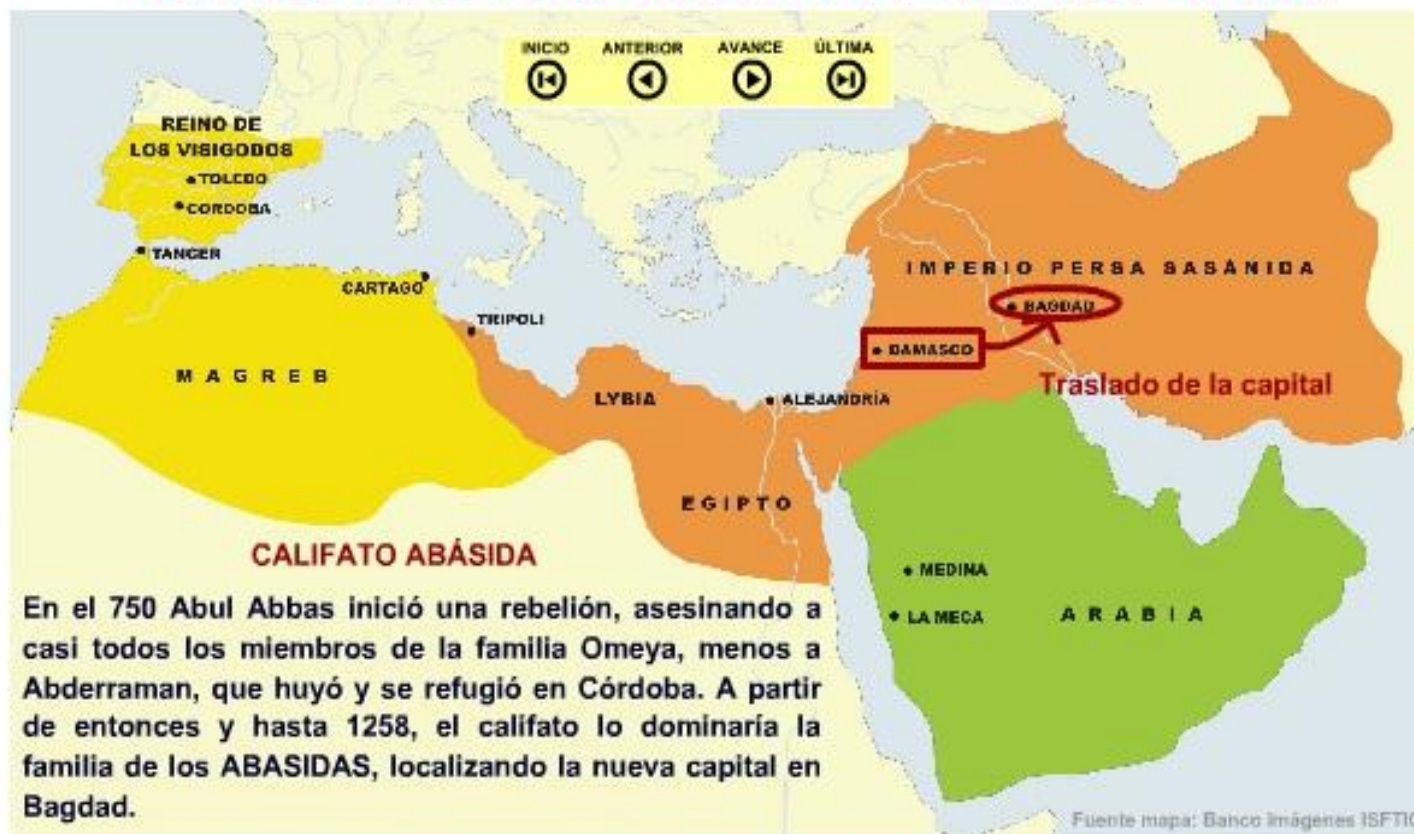 INICIO ANTERIOR AVANCE ÚLTIMA
REINO DE
LOS VISIGODOS
TOLEDO
CORDOBA
TANGER
CARTAGO
IMPERIO PERSA SASÁNIDA
BAGDAD
TRIPOLI
DAMASCO
MAGREB
Traslado de la capital
LYBIA
ALEJANDRÍA
EGIPTO
CALIFATO ABÁSIDA
MEDINA
LA MECA
ARABIA
En el 750 Abul Abbas inició una rebelión, asesinando a
casi todos los miembros de la familia Omeya, menos a
Abderraman, que huyó y se refugió en Córdoba. A partir
de entonces y hasta 1258, el califato lo dominaría la
familia de los ABASIDAS, localizando la nueva capital en
Bagdad.
Fuente mapa: Banco imágenes ISFTIC